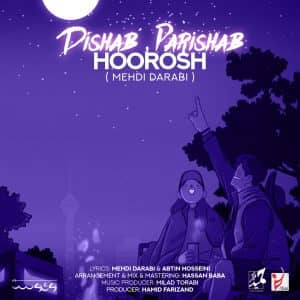 Dishab Parishab
HOOROSH
( MEHDI DARABI )
LYRICS: MEHDI DARABI & ABTIN HOSSEINI
ARRANGEMENT & MIX & MASTERING: HASSAN BABA
MUSIC PRODUCER: MILAD TORABI
PRODUCER: HAMID FARIZAND